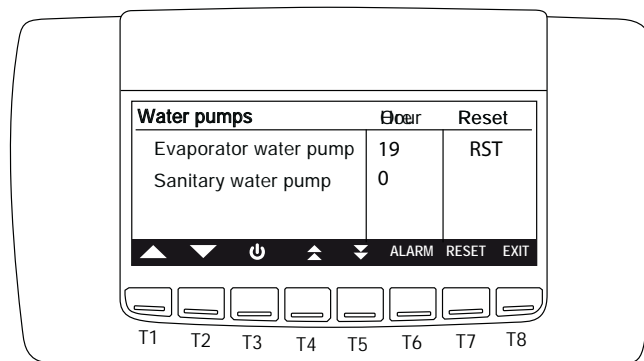 Water pumps Hour Reset
Evaporator water pump 19 RST
Sanitary water pump 0
ALARM RESET EXIT
T1 T2 T3 T4 T5 T6 T7 T8